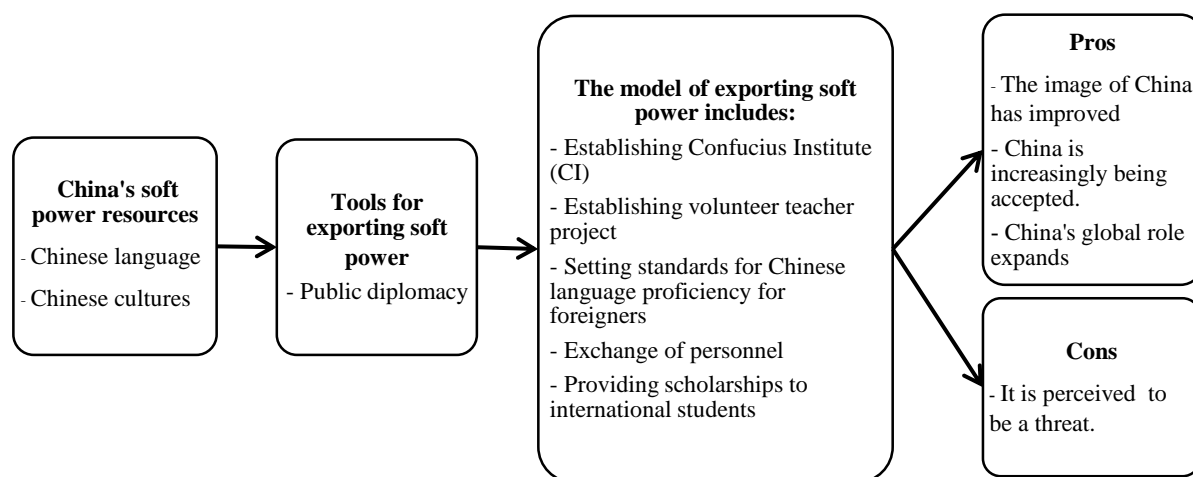 China's soft
power resources
- Chinese language
- Chinese cultures
Tools for
exporting soft
power
- Public diplomacy
The model of exporting soft
power includes:
- Establishing Confucius Institute
(CI)
- Establishing volunteer teacher
project
- Setting standards for Chinese
language proficiency for
foreigners
- Exchange of personnel
- Providing scholarships to
international students
Pros
- The image of China
has improved
- China is
increasingly being
accepted.
- China's global role
expands
Cons
- It is perceived to
be a threat.